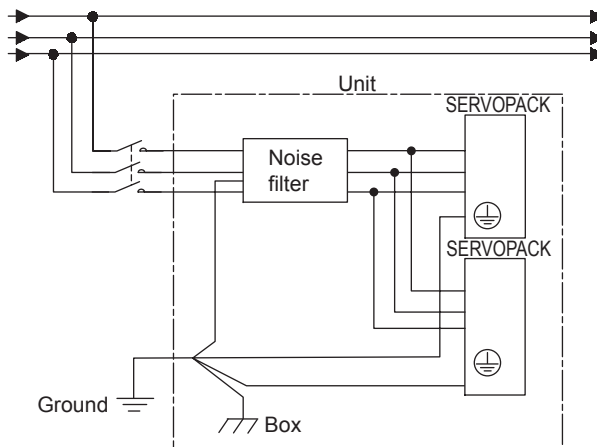 Unit
SERVOPACK
Noise
filter
SERVOPACK
Ground
Box